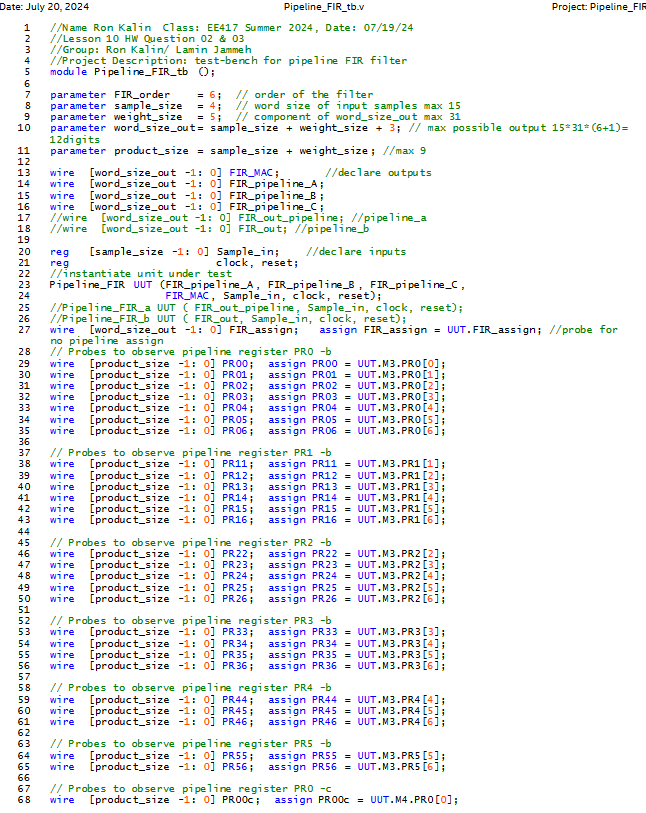 Date: July 20, 2024 Pipeline_FIR_tb.v Project: Pipeline_FIR
1 //Name Ron Kalin Class: EE417 Summer 2024, Date: 07/19/24
2 //Lesson 10 HW Question 02 & 03
3 //Group: Ron Kalin/ Lamin Jammeh
4 //Project Description: test-bench for pipeline FIR filter
5 module Pipeline_FIR_tb ();
6
7 parameter FIR_order = 6; // order of the filter
8 parameter sample_size = 4; // word size of input samples max 15
9 parameter weight_size = 5; // component of word_size_out max 31
10 parameter word_size_out= sample_size + weight_size + 3; // max possible output 15*31*(6+1)=
12digits
11 parameter product_size = sample_size + weight_size; //max 9
12
13 wire [word_size_out -1: 0] FIR_MAC; //declare outputs
14 wire [word_size_out -1: 0] FIR_pipeline_A;
15 wire [word_size_out -1: 0] FIR_pipeline_B;
16 wire [word_size_out -1: 0] FIR_pipeline_C;
17 //wire [word_size_out -1: 0] FIR_out_pipeline; //pipeline_a
18 //wire [word_size_out -1: 0] FIR_out; //pipeline_b
19
20 reg [sample_size -1: 0] Sample_in; //declare inputs
21 reg clock, reset;
22 //instantiate unit under test
23 Pipeline_FIR UUT (FIR_pipeline_A, FIR_pipeline_B, FIR_pipeline_C,
24 FIR_MAC, Sample_in, clock, reset);
25 //Pipeline_FIR_a UUT ( FIR_out_pipeline, Sample_in, clock, reset);
26 //Pipeline_FIR_b UUT ( FIR_out, Sample_in, clock, reset);
27 wire [word_size_out -1: 0] FIR_assign; assign FIR_assign = UUT.FIR_assign; //probe for
no pipeline assign
28 // Probes to observe pipeline register PR0 -b
29 wire [product_size -1: 0] PR00; assign PR00 = UUT.M3.PR0[0];
30 wire [product_size -1: 0] PR01; assign PR01 = UUT.M3.PR0[1];
31 wire [product_size -1: 0] PR02; assign PR02 = UUT.M3.PR0[2];
32 wire [product_size -1: 0] PR03; assign PR03 = UUT.M3.PR0[3];
33 wire [product_size -1: 0] PR04; assign PR04 = UUT.M3.PR0[4];
34 wire [product_size -1: 0] PR05; assign PR05 = UUT.M3.PR0[5];
35 wire [product_size -1: 0] PR06; assign PR06 = UUT.M3.PR0[6];
36
37 // Probes to observe pipeline register PR1 -b
38 wire [product_size -1: 0] PR11; assign PR11 = UUT.M3.PR1[1];
39 wire [product_size -1: 0] PR12; assign PR12 = UUT.M3.PR1[2];
40 wire [product_size -1: 0] PR13; assign PR13 = UUT.M3.PR1[3];
41 wire [product_size -1: 0] PR14; assign PR14 = UUT.M3.PR1[4];
42 wire [product_size -1: 0] PR15; assign PR15 = UUT.M3.PR1[5];
43 wire [product_size -1: 0] PR16; assign PR16 = UUT.M3.PR1[6];
44
45 // Probes to observe pipeline register PR2 -b
46 wire [product_size -1: 0] PR22; assign PR22 = UUT.M3.PR2[2];
47 wire [product_size -1: 0] PR23; assign PR23 = UUT.M3.PR2[3];
48 wire [product_size -1: 0] PR24; assign PR24 = UUT.M3.PR2[4];
49 wire [product_size -1: 0] PR25; assign PR25 = UUT.M3.PR2[5];
50 wire [product_size -1: 0] PR26; assign PR26 = UUT.M3.PR2[6];
51
52 // Probes to observe pipeline register PR3 -b
53 wire [product_size -1: 0] PR33; assign PR33 = UUT.M3.PR3[3];
54 wire [product_size -1: 0] PR34; assign PR34 = UUT.M3.PR3[4];
55 wire [product_size -1: 0] PR35; assign PR35 = UUT.M3.PR3[5];
56 wire [product_size -1: 0] PR36; assign PR36 = UUT.M3.PR3[6];
57
58 // Probes to observe pipeline register PR4 -b
59 wire [product_size -1: 0] PR44; assign PR44 = UUT.M3.PR4[4];
60 wire [product_size -1: 0] PR45; assign PR45 = UUT.M3.PR4[5];
61 wire [product_size -1: 0] PR46; assign PR46 = UUT.M3.PR4[6];
62
63 // Probes to observe pipeline register PR5 -b
64 wire [product_size -1: 0] PR55; assign PR55 = UUT.M3.PR5[5];
65 wire [product_size -1: 0] PR56; assign PR56 = UUT.M3.PR5[6];
66
67 // Probes to observe pipeline register PR0 -c
68 wire [product_size -1: 0] PR00c; assign PR00c = UUT.M4.PR0[0];